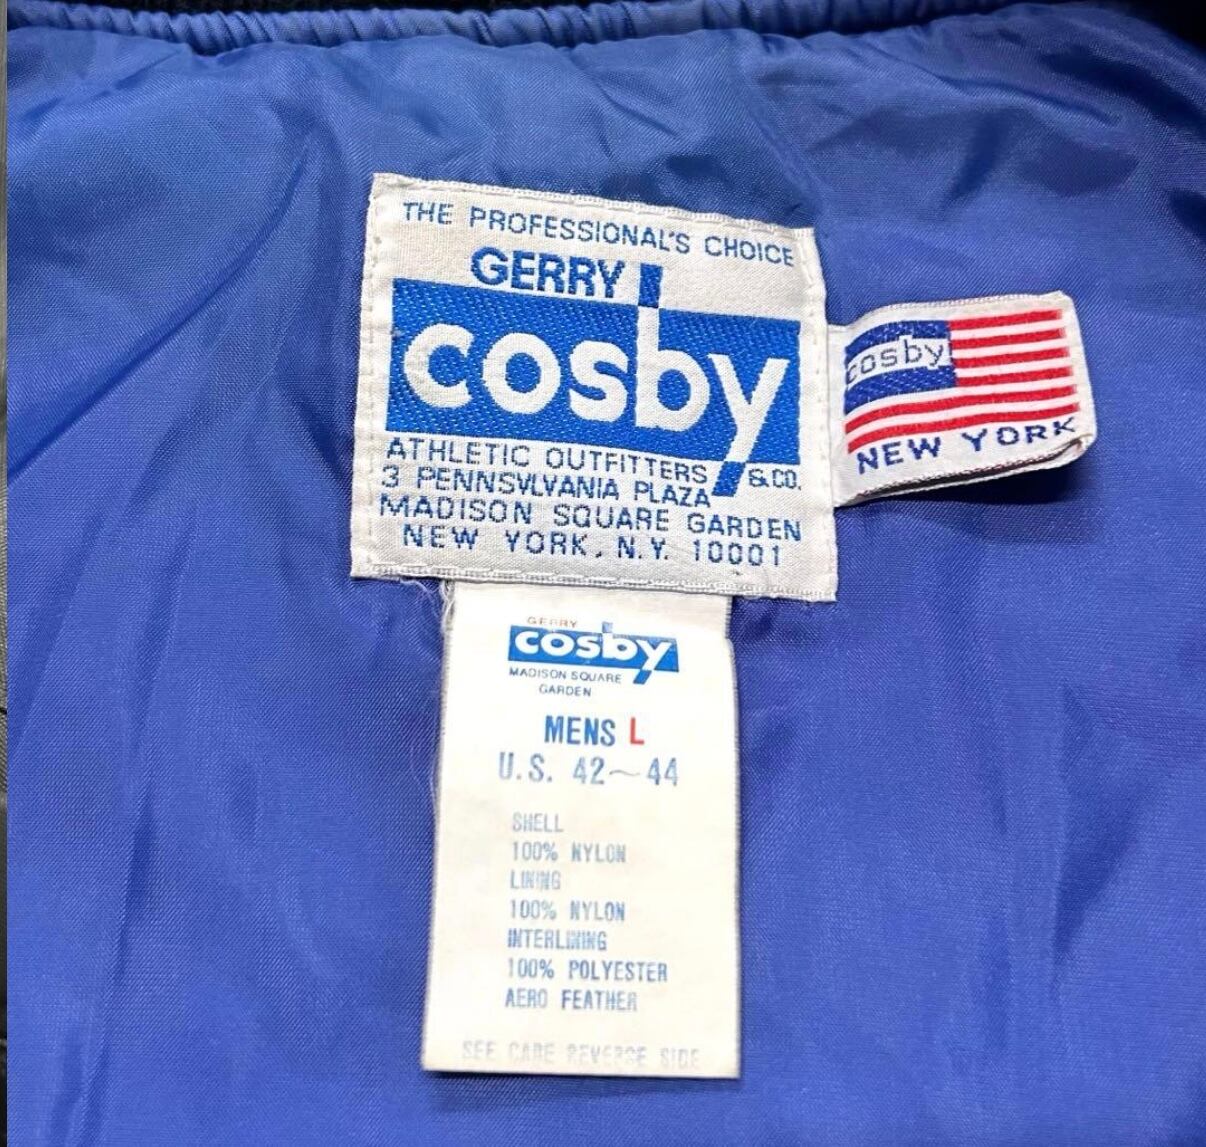 THE PROFESSIONAL'S CHOICE
GERRY
cosby
ATHLETIC OUTFITTERS & CO.
3 PENNSYLVANIA PLAZA
MADISON SQUARE GARDEN
NEW YORK, N.Y. 10001
cosby
NEW YORK
GERRY
cosby
MADISON SQUARE
GARDEN
MENS L
U.S. 42~44
SHELL
100% NYLON
LINING
100% NYLON
INTERLINING
100% POLYESTER
AERO FEATHER
SEE CARE REVERSE SIDE